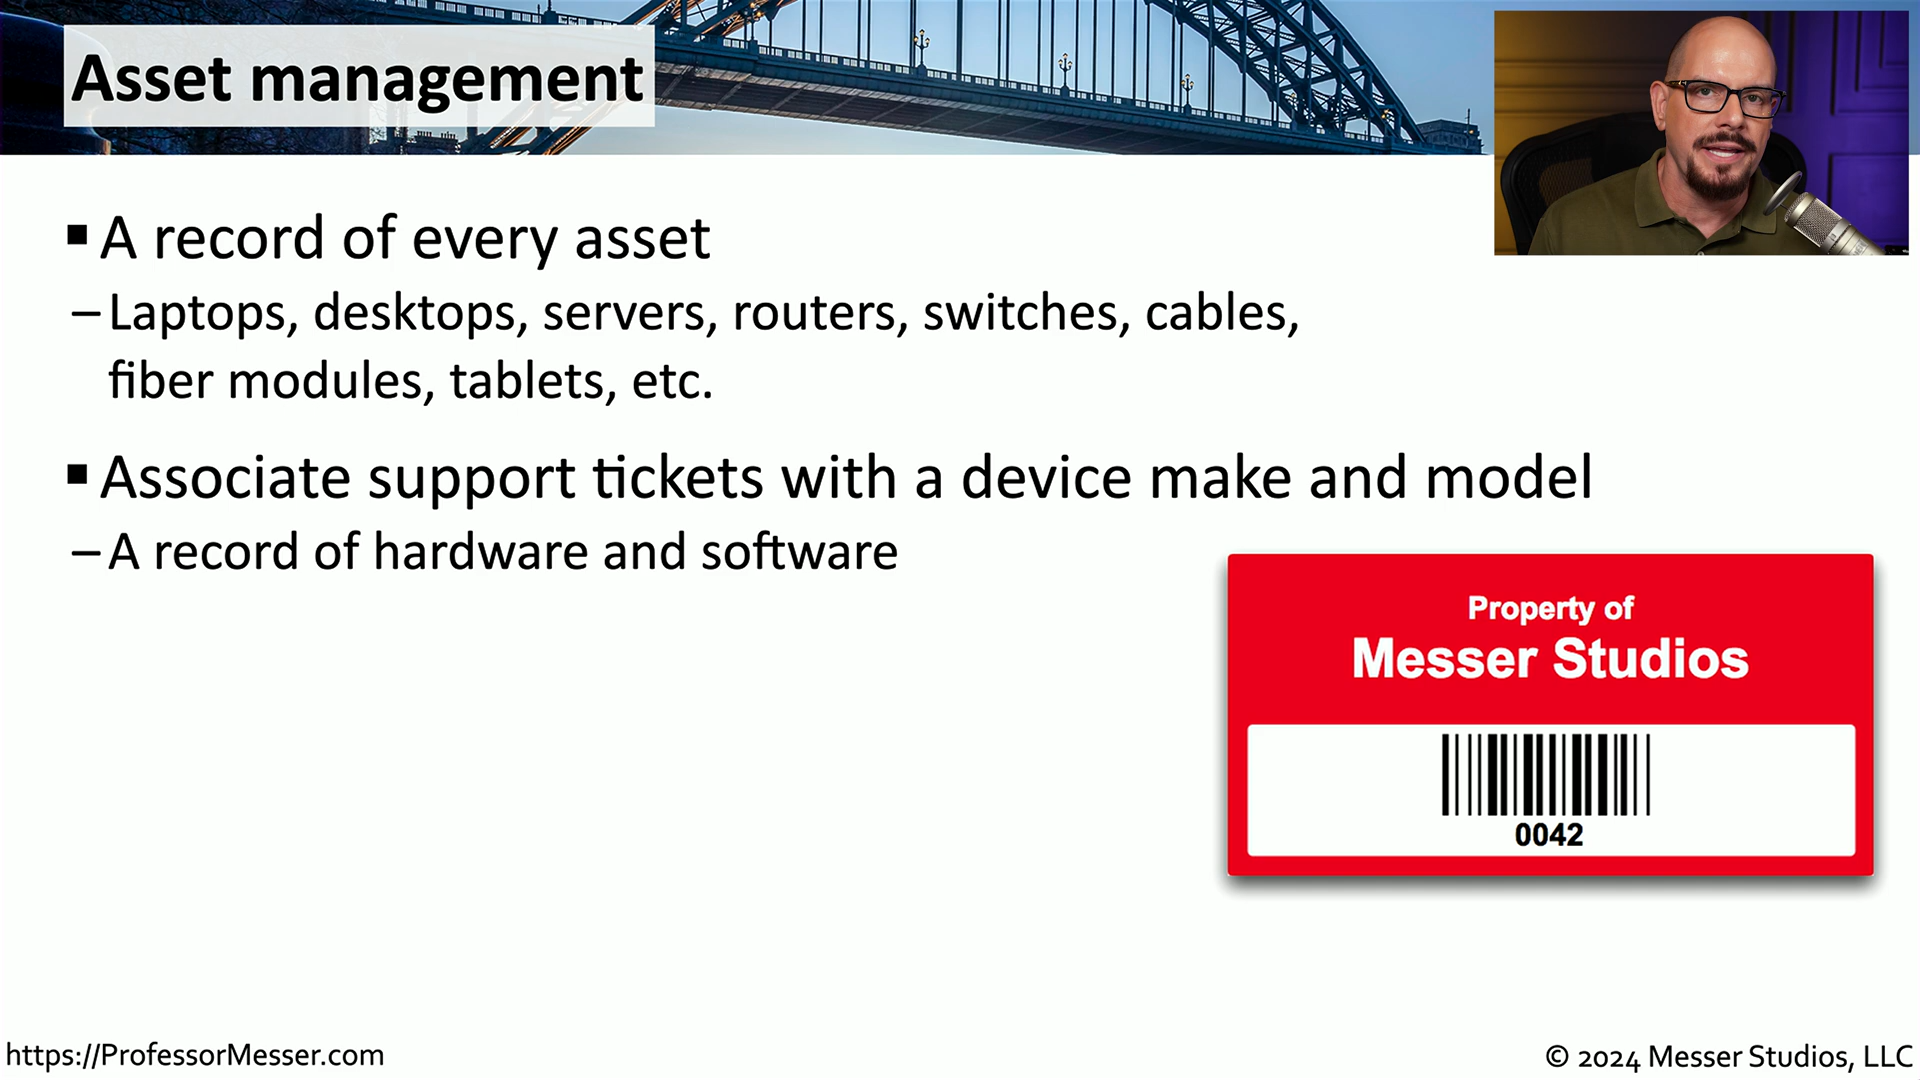 Asset management
▪ A record of every asset
– Laptops, desktops, servers, routers, switches, cables,
fiber modules, tablets, etc.
▪ Associate support tickets with a device make and model
– A record of hardware and software
Property of
Messer Studios
0042
https://ProfessorMesser.com
© 2024 Messer Studios, LLC